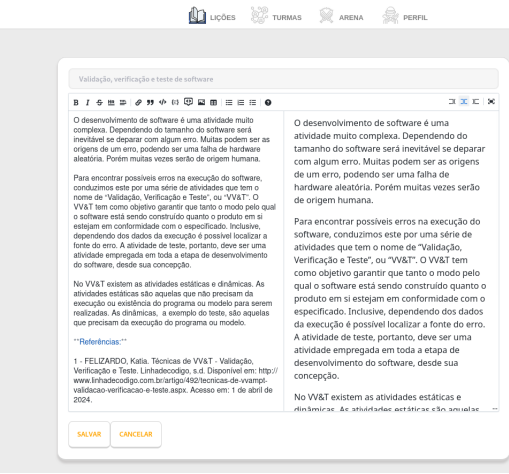 LIÇÕES TURMAS ARENA PERFIL
Validação, verificação e teste de software
O desenvolvimento de software é uma atividade muito
complexa. Dependendo do tamanho do software será
inevitável se deparar com algum erro. Muitas podem ser as
origens de um erro, podendo ser uma falha de hardware
aleatória. Porém muitas vezes serão de origem humana.
Para encontrar possíveis erros na execução do software,
conduzimos este por uma série de atividades que tem o
nome de “Validação, Verificação e Teste”, ou “VV&T”. O
VV&T tem como objetivo garantir que tanto o modo pelo qual
o software está sendo construído quanto o produto em si
estejam em conformidade com o especificado. Inclusive,
dependendo dos dados da execução é possível localizar a
fonte do erro. A atividade de teste, portanto, deve ser uma
atividade empregada em toda a etapa de desenvolvimento
do software, desde sua concepção.
No VV&T existem as atividades estáticas e dinâmicas. As
atividades estáticas são aquelas que não precisam da
execução ou existência do programa ou modelo para serem
realizadas. As dinâmicas, a exemplo do teste, são aquelas
que precisam da execução do programa ou modelo.
**Referências:**
1 - FELIZARDO, Katia. Técnicas de VV&T - Validação,
Verificação e Teste. Linhadecodigo, s.d. Disponível em: http://
www.linhadecodigo.com.br/artigo/492/tecnicas-de-vvampt-
validacao-verificacao-e-teste.aspx. Acesso em: 1 de abril de
2024.
O desenvolvimento de software é uma
atividade muito complexa. Dependendo do
tamanho do software será inevitável se deparar
com algum erro. Muitas podem ser as origens
de um erro, podendo ser uma falha de
hardware aleatória. Porém muitas vezes serão
de origem humana.
Para encontrar possíveis erros na execução do
software, conduzimos este por uma série de
atividades que tem o nome de “Validação,
Verificação e Teste”, ou “VV&T”. O VV&T tem
como objetivo garantir que tanto o modo pelo
qual o software está sendo construído quanto o
produto em si estejam em conformidade com o
especificado. Inclusive, dependendo dos dados
da execução é possível localizar a fonte do erro.
A atividade de teste, portanto, deve ser uma
atividade empregada em toda a etapa de
desenvolvimento do software, desde sua
concepção.
No VV&T existem as atividades estáticas e
dinâmicas. As atividades estáticas são aquelas
SALVAR CANCELAR